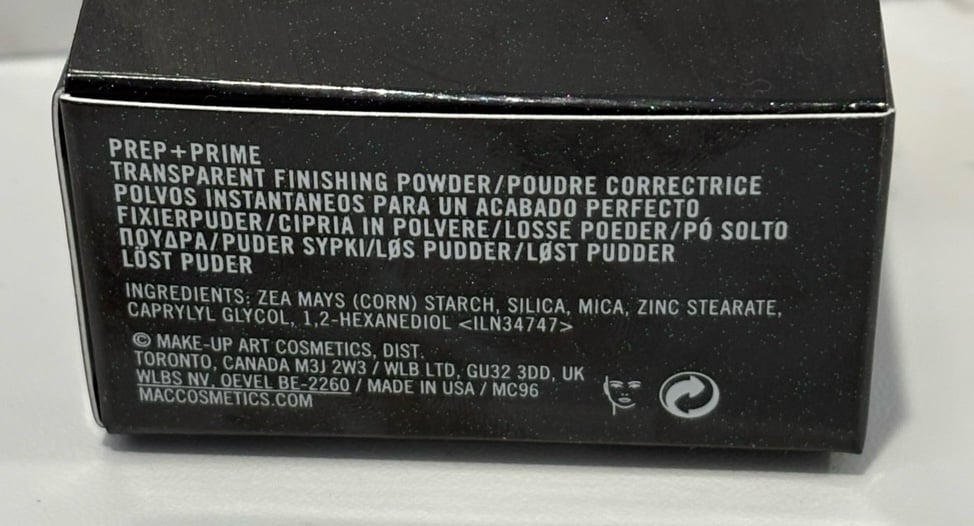 PREP+PRIME
TRANSPARENT FINISHING POWDER/POUDRE CORRECTRICE
POLVOS INSTANTANEOS PARA UN ACABADO PERFECTO
FIXIERPUDER/CIPRIA IN POLVERE/LOSSE POEDER/PÓ SOLTO
ΠΟΥΔΡΑ/PUDER SYPKI/LØS PUDDER/LØST PUDDER
LÖST PUDER
INGREDIENTS: ZEA MAYS (CORN) STARCH, SILICA, MICA, ZINC STEARATE,
CAPRYLYL GLYCOL, 1,2-HEXANEDIOL <ILN34747>
© MAKE-UP ART COSMETICS, DIST.
TORONTO, CANADA M3J 2W3 / WLB LTD, GU32 3DD, UK
WLBS NV, OEVEL BE-2260 / MADE IN USA / MC96
MACCOSMETICS.COM